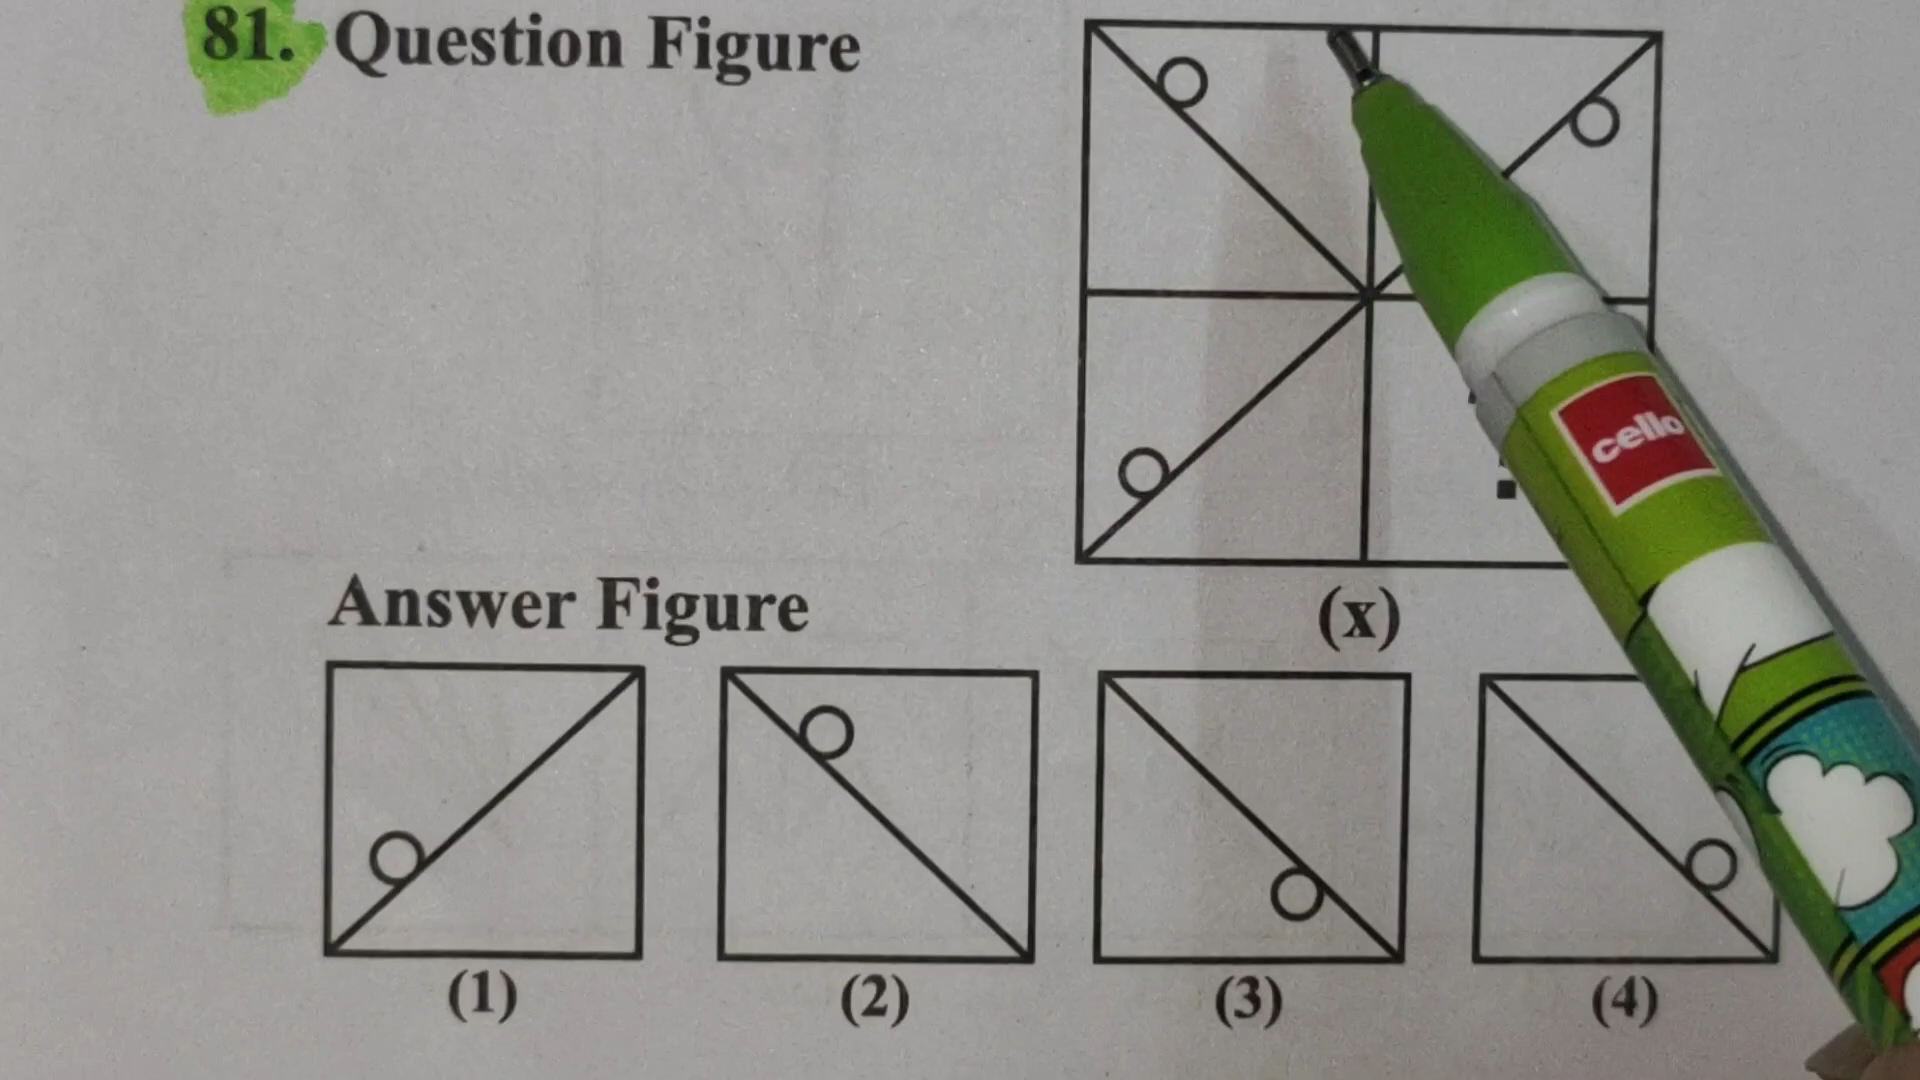 81. Question Figure
cello
(x)
Answer Figure
(1) (2) (3) (4)